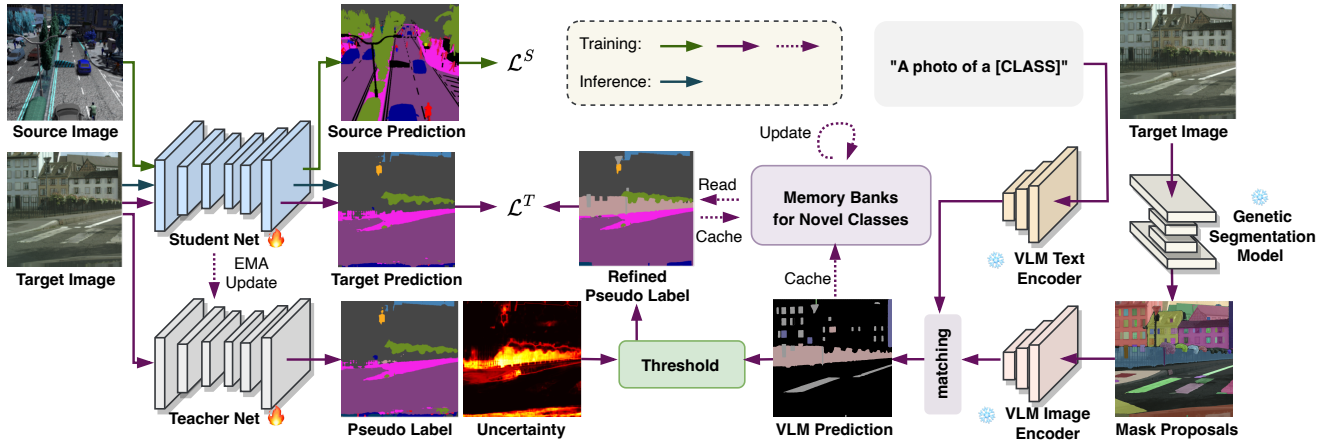 Source Image
Source Prediction
ℒ^S
Training:
Inference:
"A photo of a [CLASS]"
Target Image
Student Net
Target Image
EMA
Update
Target Prediction
ℒ^T
Refined
Pseudo Label
Update
Read
Cache
Memory Banks
for Novel Classes
Cache
VLM Text
Encoder
Genetic
Segmentation
Model
Teacher Net
Pseudo Label
Uncertainty
Threshold
VLM Prediction
matching
VLM Image
Encoder
Mask Proposals